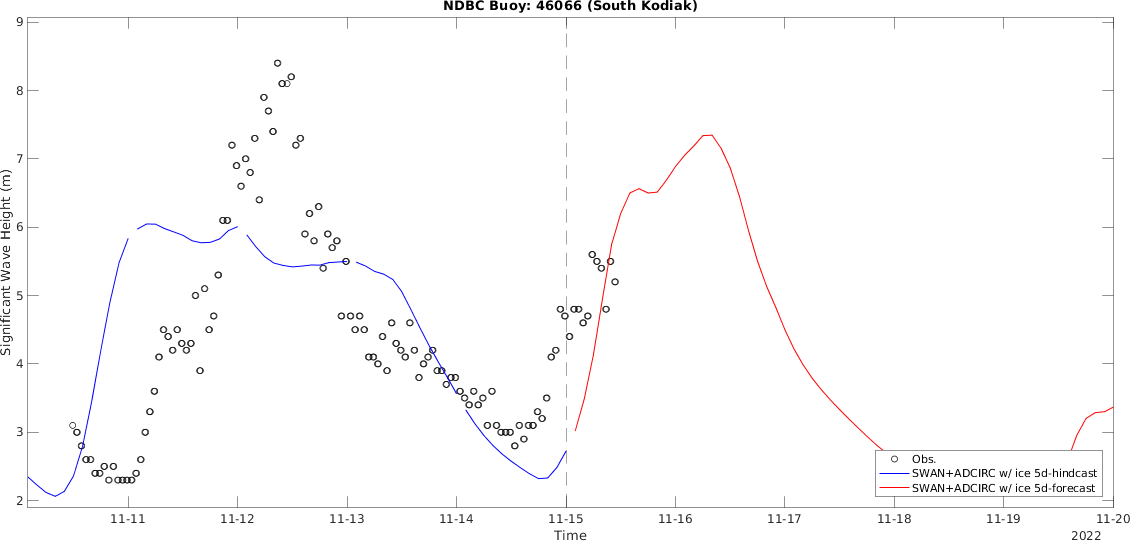 NDBC Buoy: 46066 (South Kodiak)
Significant Wave Height (m)
9
8
7
6
5
4
3
2
Obs.
SWAN+ADCIRC w/ ice 5d-hindcast
SWAN+ADCIRC w/ ice 5d-forecast
11-11 11-12 11-13 11-14 11-15 11-16 11-17 11-18 11-19 11-20
Time
2022